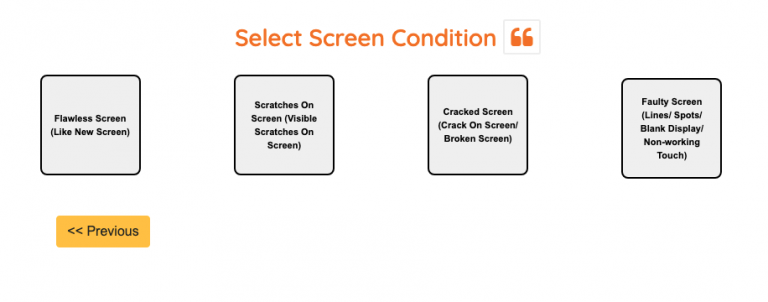 Select Screen Condition
Flawless Screen
(Like New Screen)
Scratches On
Screen (Visible
Scratches On
Screen)
Cracked Screen
(Crack On Screen/
Broken Screen)
Faulty Screen
(Lines/ Spots/
Blank Display/
Non-working
Touch)
<< Previous